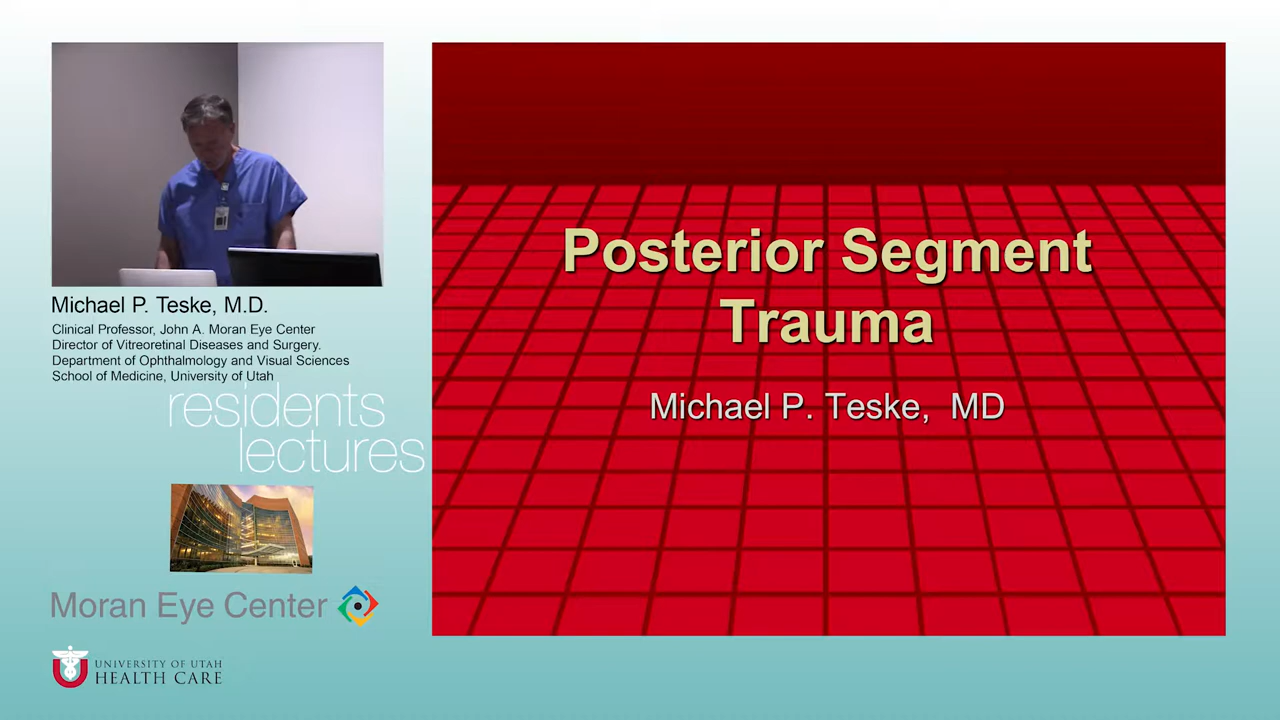 Michael P. Teske, M.D.
Clinical Professor, John A. Moran Eye Center
Director of Vitreoretinal Diseases and Surgery.
Department of Ophthalmology and Visual Sciences
School of Medicine, University of Utah
residents
lectures
Moran Eye Center
UNIVERSITY OF UTAH
HEALTH CARE
Posterior Segment
Trauma
Michael P. Teske, MD